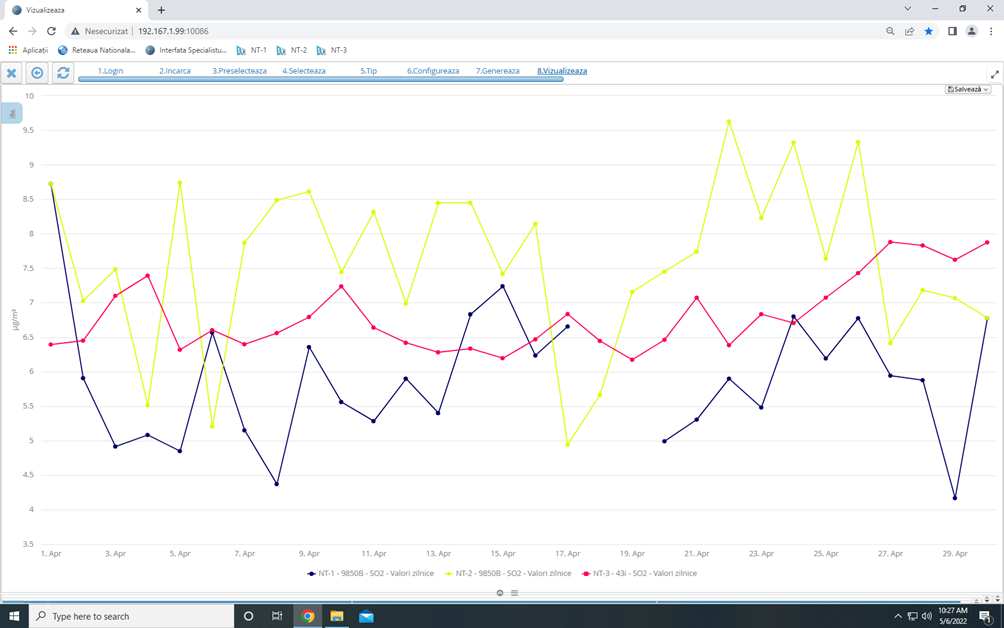 Vizualizeaza
Nesecurizat 192.167.1.99:10086
Aplicații Reteaua Nationala... Interfata Specialistu... NT-1 NT-2 NT-3
1.Login 2.Incarca 3.Preselecteaza 4.Selecteaza 5.Tip 6.Configureaza 7.Genereaza 8.Vizualizeaza
Salvează
10
9.5
9
8.5
8
7.5
7
6.5
6
5.5
5
4.5
4
3.5
µg/m³
1. Apr 3. Apr 5. Apr 7. Apr 9. Apr 11. Apr 13. Apr 15. Apr 17. Apr 19. Apr 21. Apr 23. Apr 25. Apr 27. Apr 29. Apr
NT-1 - 9850B - SO2 - Valori zilnice NT-2 - 9850B - SO2 - Valori zilnice NT-3 - 43i - SO2 - Valori zilnice
Type here to search
10:27 AM
5/6/2022
1